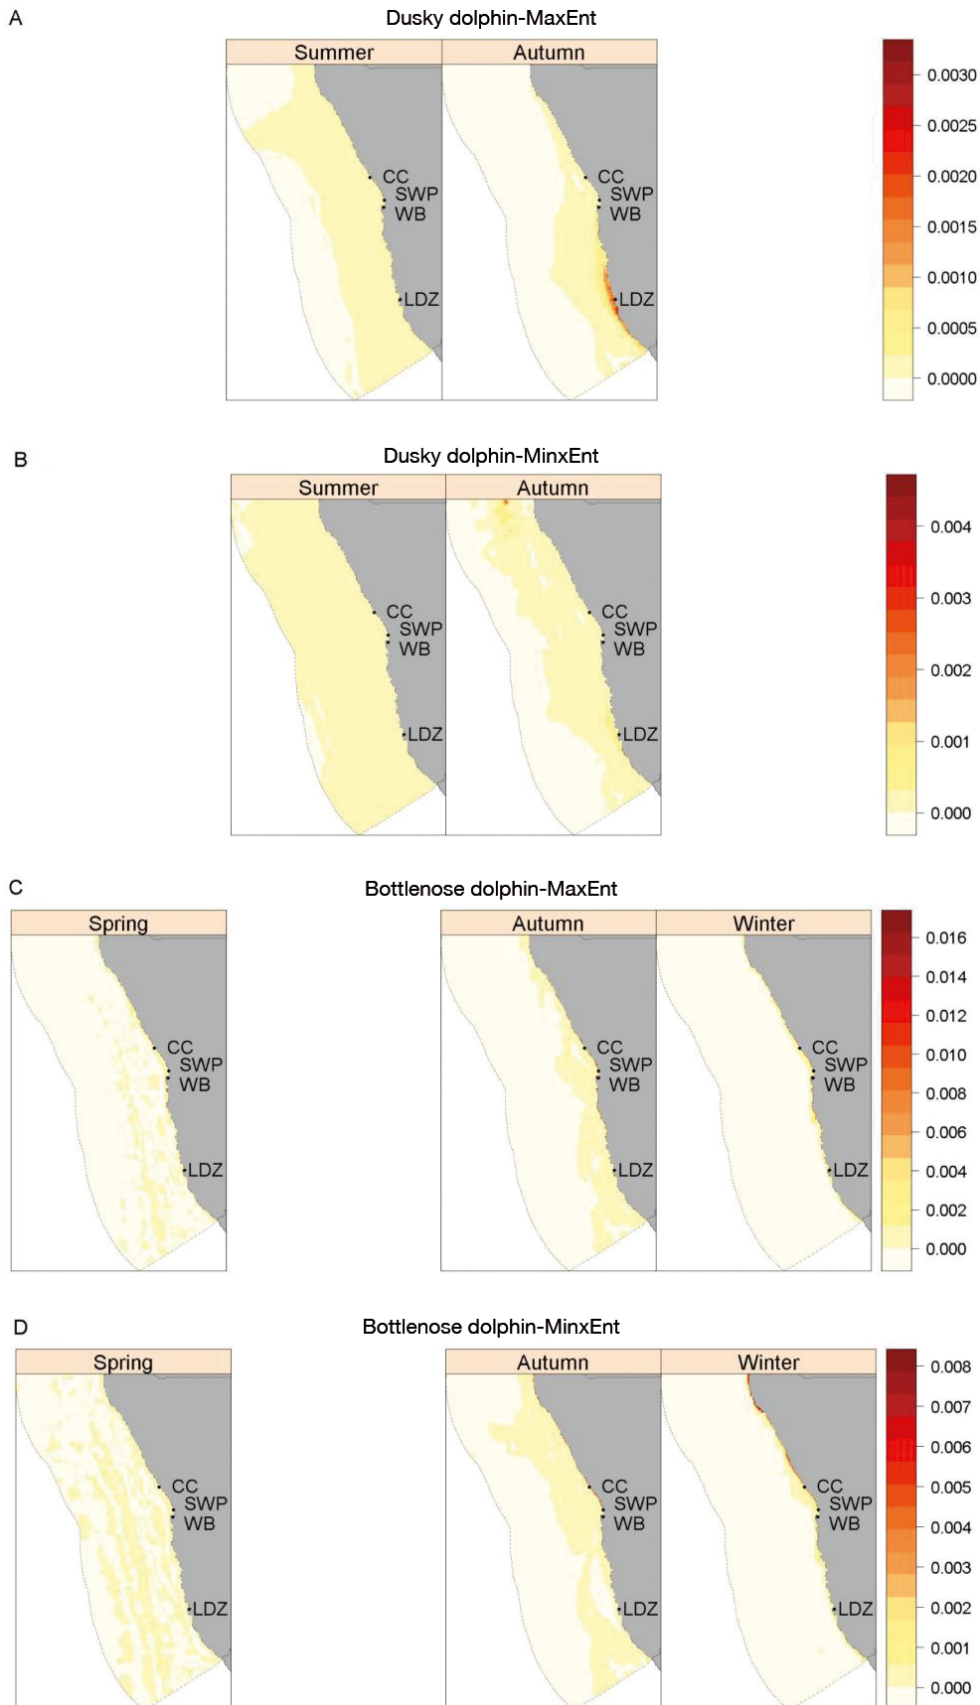 A
Dusky dolphin-MaxEnt
Summer
Autumn
CC
SWP
WB
LDZ
CC
SWP
WB
LDZ
0.0030
0.0025
0.0020
0.0015
0.0010
0.0005
0.0000
B
Dusky dolphin-MinxEnt
Summer
Autumn
CC
SWP
WB
LDZ
CC
SWP
WB
LDZ
0.004
0.003
0.002
0.001
0.000
C
Bottlenose dolphin-MaxEnt
Spring
Autumn
Winter
CC
SWP
WB
LDZ
CC
SWP
WB
LDZ
CC
SWP
WB
LDZ
0.016
0.014
0.012
0.010
0.008
0.006
0.004
0.002
0.000
D
Bottlenose dolphin-MinxEnt
Spring
Autumn
Winter
CC
SWP
WB
LDZ
CC
SWP
WB
LDZ
CC
SWP
WB
LDZ
0.008
0.007
0.006
0.005
0.004
0.003
0.002
0.001
0.000